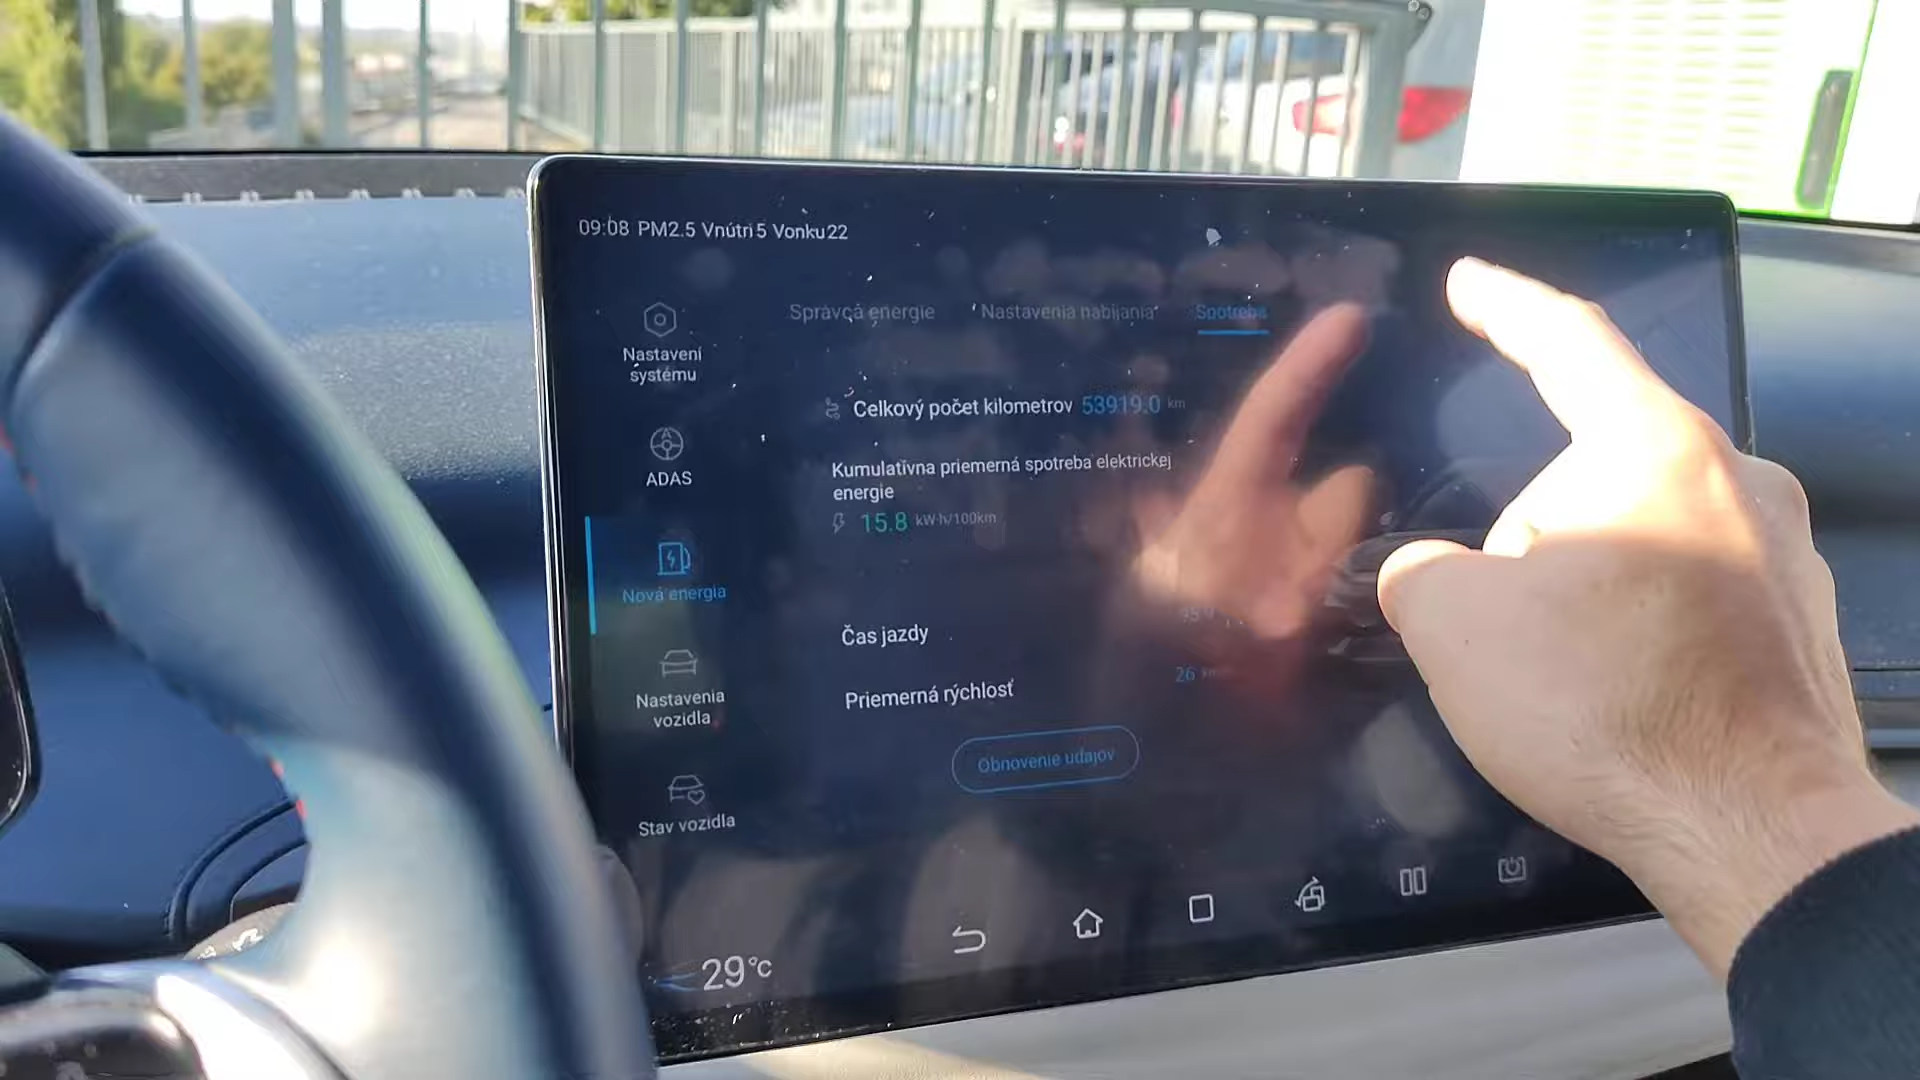 09:08 PM2.5 Vnútri 5 Vonku 22
Správca energie Nastavenia nabíjania Spotreba
Nastavení
systému
Celkový počet kilometrov 53919.0 km
ADAS
Kumulatívna priemerná spotreba elektrickej
energie
15.8 kW·h/100km
Nová energia
Čas jazdy
Nastavenia
vozidla
Priemerná rýchlosť 26
Obnovenie údajov
Stav vozidla
29°C